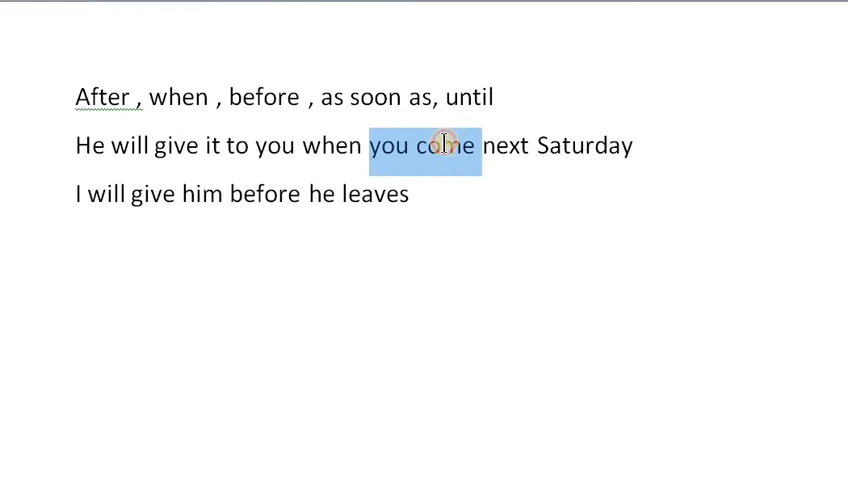 After , when , before , as soon as, until
He will give it to you when you come next Saturday
I will give him before he leaves